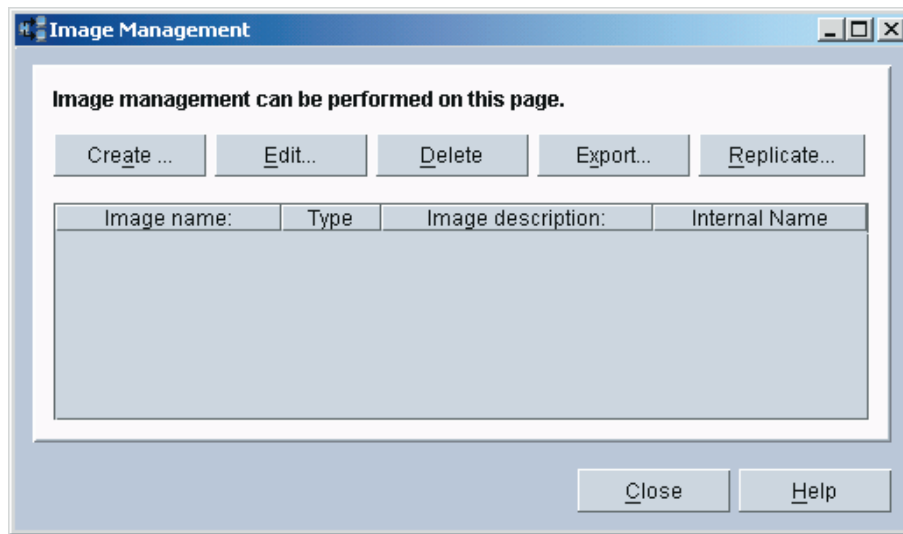 Image Management
Image management can be performed on this page.
Create ... Edit... Delete Export... Replicate...
Image name: Type Image description: Internal Name
Close Help